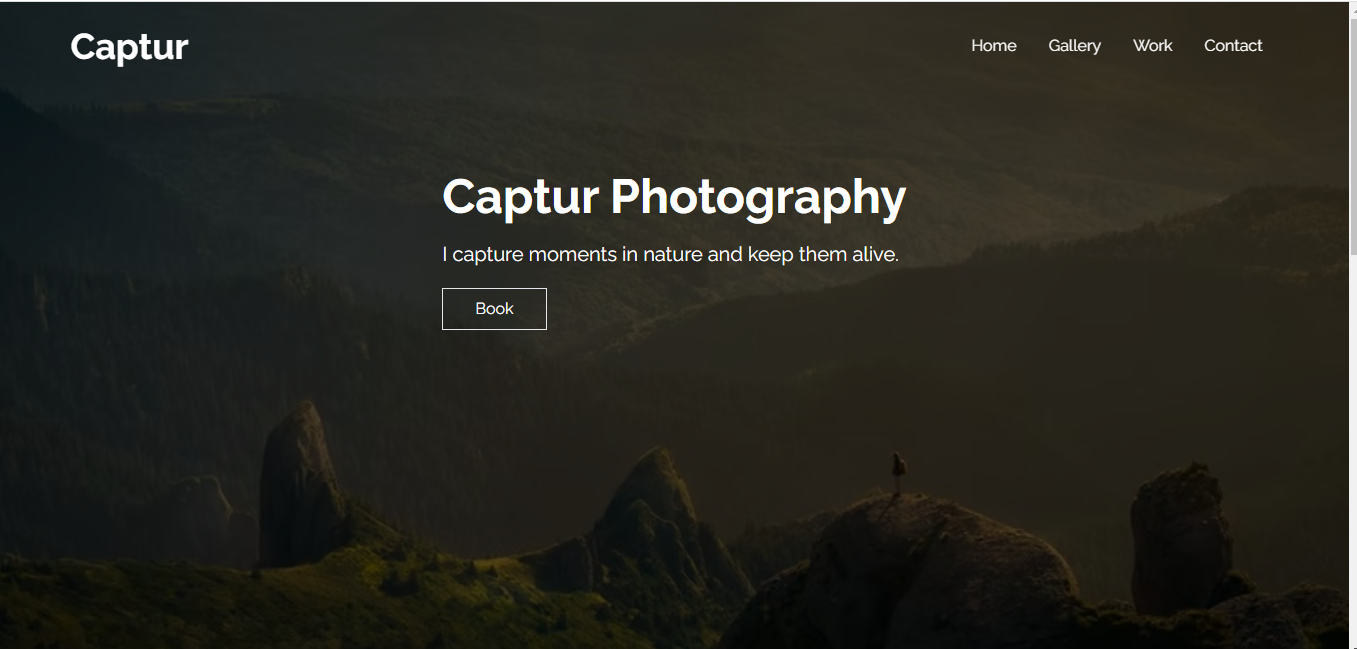 Captur
Home Gallery Work Contact
Captur Photography
I capture moments in nature and keep them alive.
Book